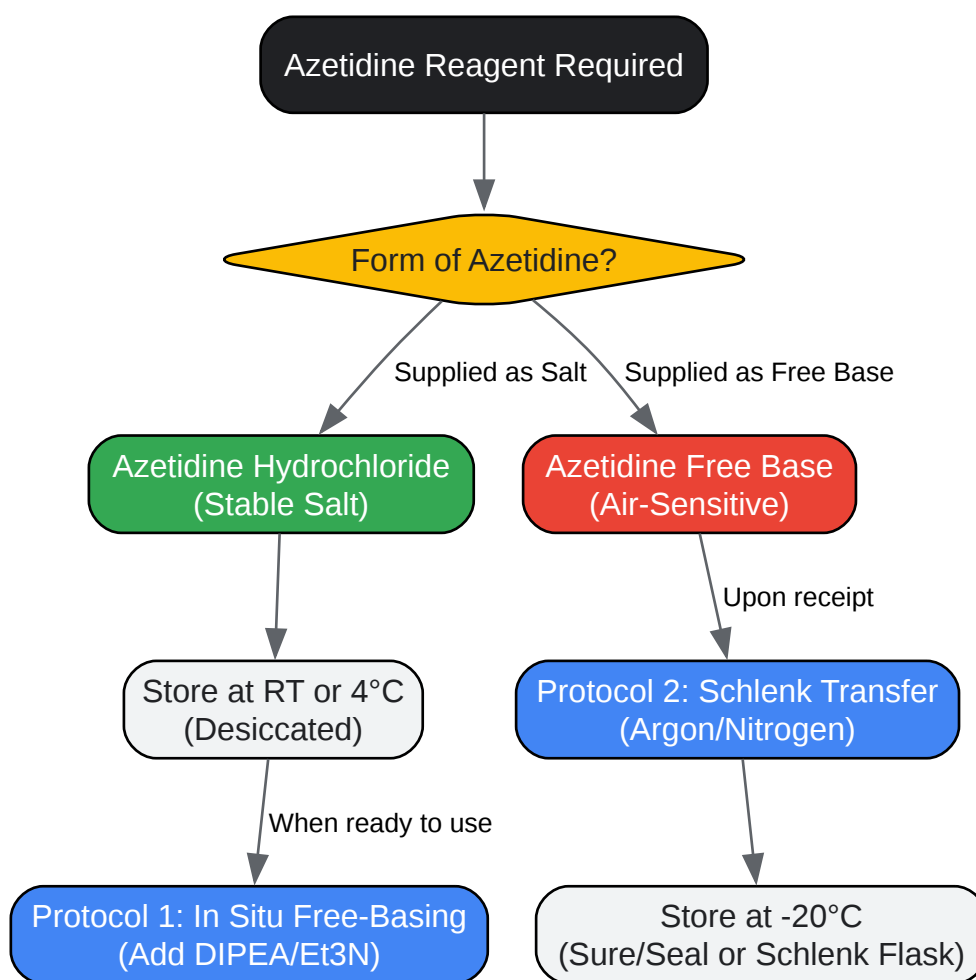 Azetidine Reagent Required
Form of Azetidine?
Supplied as Salt
Supplied as Free Base
Azetidine Hydrochloride
(Stable Salt)
Azetidine Free Base
(Air-Sensitive)
Upon receipt
Store at RT or 4°C
(Desiccated)
Protocol 2: Schlenk Transfer
(Argon/Nitrogen)
When ready to use
Protocol 1: In Situ Free-Basing
(Add DIPEA/Et3N)
Store at -20°C
(Sure/Seal or Schlenk Flask)